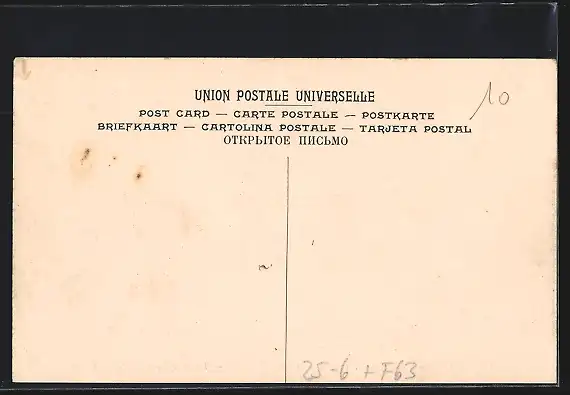 UNION POSTALE UNIVERSELLE
10
POST CARD — CARTE POSTALE — POSTKARTE
BRIEFKAART — CARTOLINA POSTALE — TARJETA POSTAL
ОТКРЫТОЕ ПИСЬМО
25-6 + F63